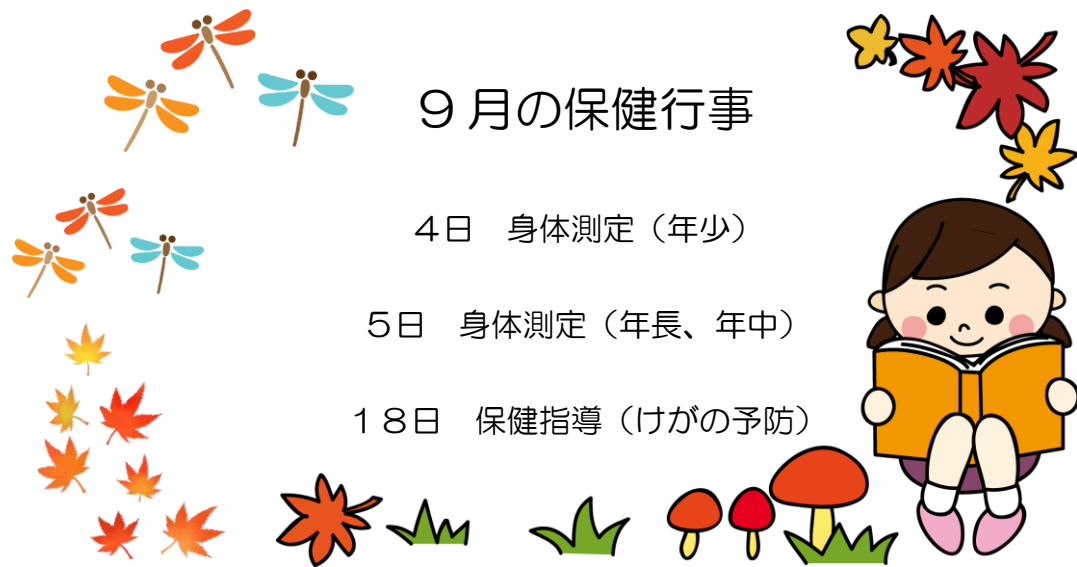 ９月の保健行事
４日　身体測定（年少）
５日　身体測定（年長、年中）
１８日　保健指導（けがの予防）